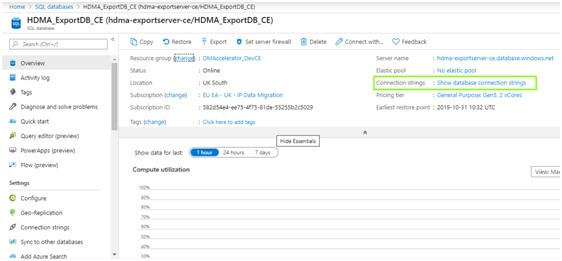 Home > SQL databases > HDMA_ExportDB_CE (hdma-exportserver-ce/HDMA_ExportDB_CE)
HDMA_ExportDB_CE (hdma-exportserver-ce/HDMA_ExportDB_CE)
SQL database
SQL
Search (Ctrl+/)
Copy Restore Export Set server firewall Delete Connect with... Feedback
Overview
Activity log
Tags
Diagnose and solve problems
Quick start
Query editor (preview)
PowerApps (preview)
Flow (preview)
Settings
Configure
Geo-Replication
Connection strings
Sync to other databases
Add Azure Search
Resource group (change) : DMAccelerator_DevCE
Status : Online
Location : UK South
Subscription (change) : EU EA - UK - IP Data Migration
Subscription ID : 582d54e4-ee75-4f75-81de-55255b2c5029
Tags (change) : Click here to add tags
Server name : hdma-exportserver-ce.database.windows.net
Elastic pool : No elastic pool
Connection strings : Show database connection strings
Pricing tier : General Purpose: Gen5, 2 vCores
Earliest restore point : 2019-10-31 10:32 UTC
Hide Essentials
Show data for last: 1 hour 24 hours 7 days
Compute utilization
View: Ma
100%
90%
80%
70%
60%
50%
40%
30%